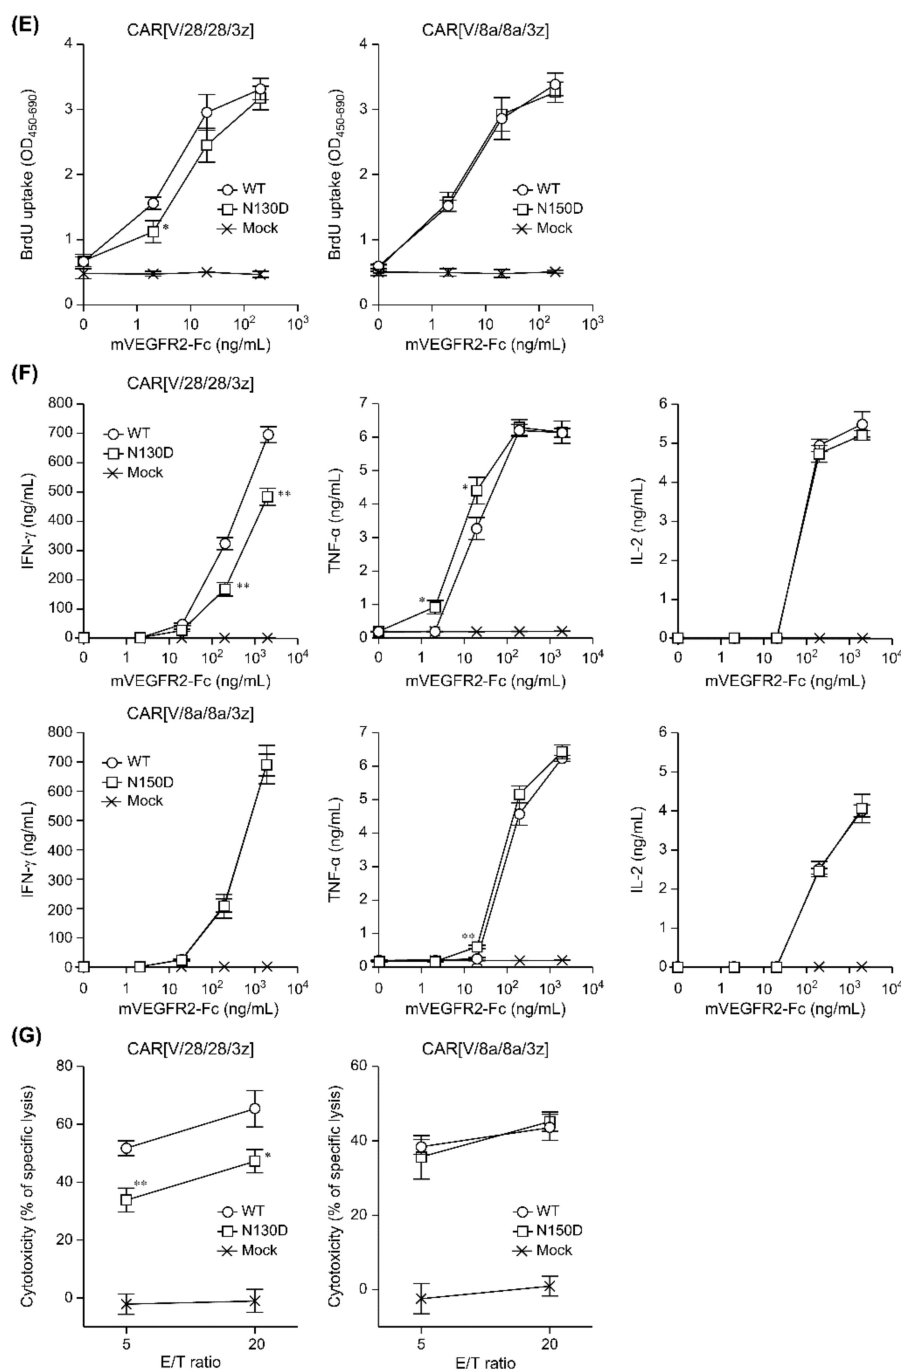 (E)
CAR[V/28/28/3z]
CAR[V/8a/8a/3z]
BrdU uptake (OD450-690)
4
3
2
1
0
WT
N130D
Mock
*
0
1
10
10²
10³
mVEGFR2-Fc (ng/mL)
BrdU uptake (OD450-690)
4
3
2
1
0
WT
N150D
Mock
0
1
10
10²
10³
mVEGFR2-Fc (ng/mL)
(F)
CAR[V/28/28/3z]
IFN-γ (ng/mL)
800
700
600
500
400
300
200
100
0
WT
N130D
Mock
**
**
0
1
10
10²
10³
10⁴
mVEGFR2-Fc (ng/mL)
TNF-α (ng/mL)
7
6
5
4
3
2
1
0
*
*
0
1
10
10²
10³
10⁴
mVEGFR2-Fc (ng/mL)
IL-2 (ng/mL)
6
5
4
3
2
1
0
0
1
10
10²
10³
10⁴
mVEGFR2-Fc (ng/mL)
CAR[V/8a/8a/3z]
IFN-γ (ng/mL)
800
700
600
500
400
300
200
100
0
WT
N150D
Mock
0
1
10
10²
10³
10⁴
mVEGFR2-Fc (ng/mL)
TNF-α (ng/mL)
7
6
5
4
3
2
1
0
**
0
1
10
10²
10³
10⁴
mVEGFR2-Fc (ng/mL)
IL-2 (ng/mL)
6
5
4
3
2
1
0
0
1
10
10²
10³
10⁴
mVEGFR2-Fc (ng/mL)
(G)
CAR[V/28/28/3z]
CAR[V/8a/8a/3z]
Cytotoxicity (% of specific lysis)
80
60
40
20
0
**
*
WT
N130D
Mock
5
20
E/T ratio
Cytotoxicity (% of specific lysis)
60
40
20
0
WT
N150D
Mock
5
20
E/T ratio